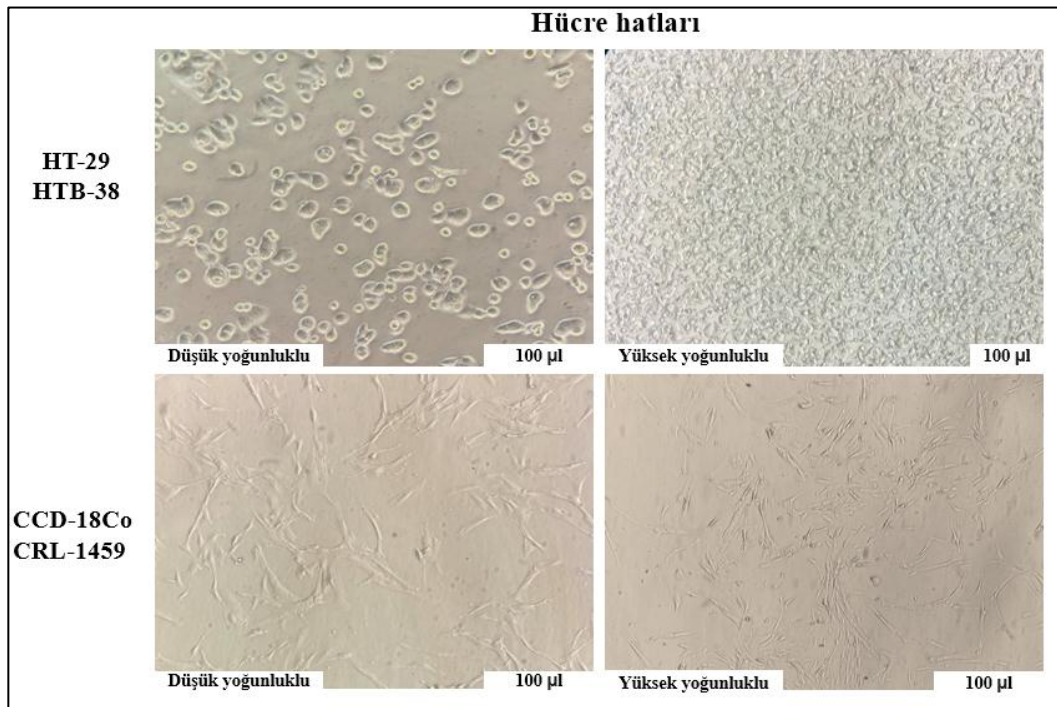 Hücre hatları
HT-29
HTB-38
Düşük yoğunluklu
100 µl
Yüksek yoğunluklu
100 µl
CCD-18Co
CRL-1459
Düşük yoğunluklu
100 µl
Yüksek yoğunluklu
100 µl